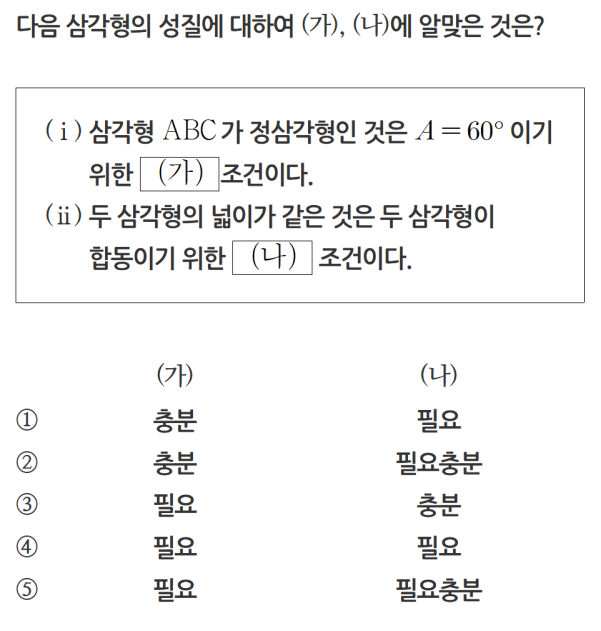 다음 삼각형의 성질에 대하여 (가), (나)에 알맞은 것은?
(ⅰ) 삼각형 ABC가 정삼각형인 것은 A=60°이기
위한 (가) 조건이다.
(ⅱ) 두 삼각형의 넓이가 같은 것은 두 삼각형이
합동이기 위한 (나) 조건이다.
(가) (나)
① 충분 필요
② 충분 필요충분
③ 필요 충분
④ 필요 필요
⑤ 필요 필요충분